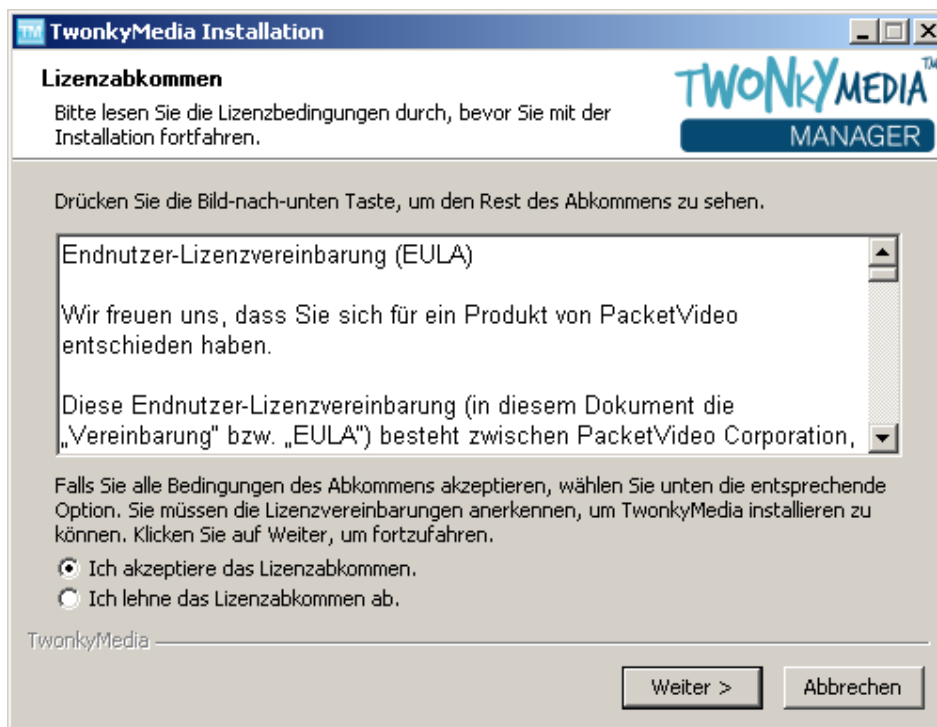 TM TwonkyMedia Installation
Lizenzabkommen
Bitte lesen Sie die Lizenzbedingungen durch, bevor Sie mit der
Installation fortfahren.
TWONKYMEDIA™
MANAGER
Drücken Sie die Bild-nach-unten Taste, um den Rest des Abkommens zu sehen.
Endnutzer-Lizenzvereinbarung (EULA)
Wir freuen uns, dass Sie sich für ein Produkt von PacketVideo
entschieden haben.
Diese Endnutzer-Lizenzvereinbarung (in diesem Dokument die
„Vereinbarung" bzw. „EULA") besteht zwischen PacketVideo Corporation,
Falls Sie alle Bedingungen des Abkommens akzeptieren, wählen Sie unten die entsprechende
Option. Sie müssen die Lizenzvereinbarungen anerkennen, um TwonkyMedia installieren zu
können. Klicken Sie auf Weiter, um fortzufahren.
Ich akzeptiere das Lizenzabkommen.
Ich lehne das Lizenzabkommen ab.
TwonkyMedia
Weiter >
Abbrechen